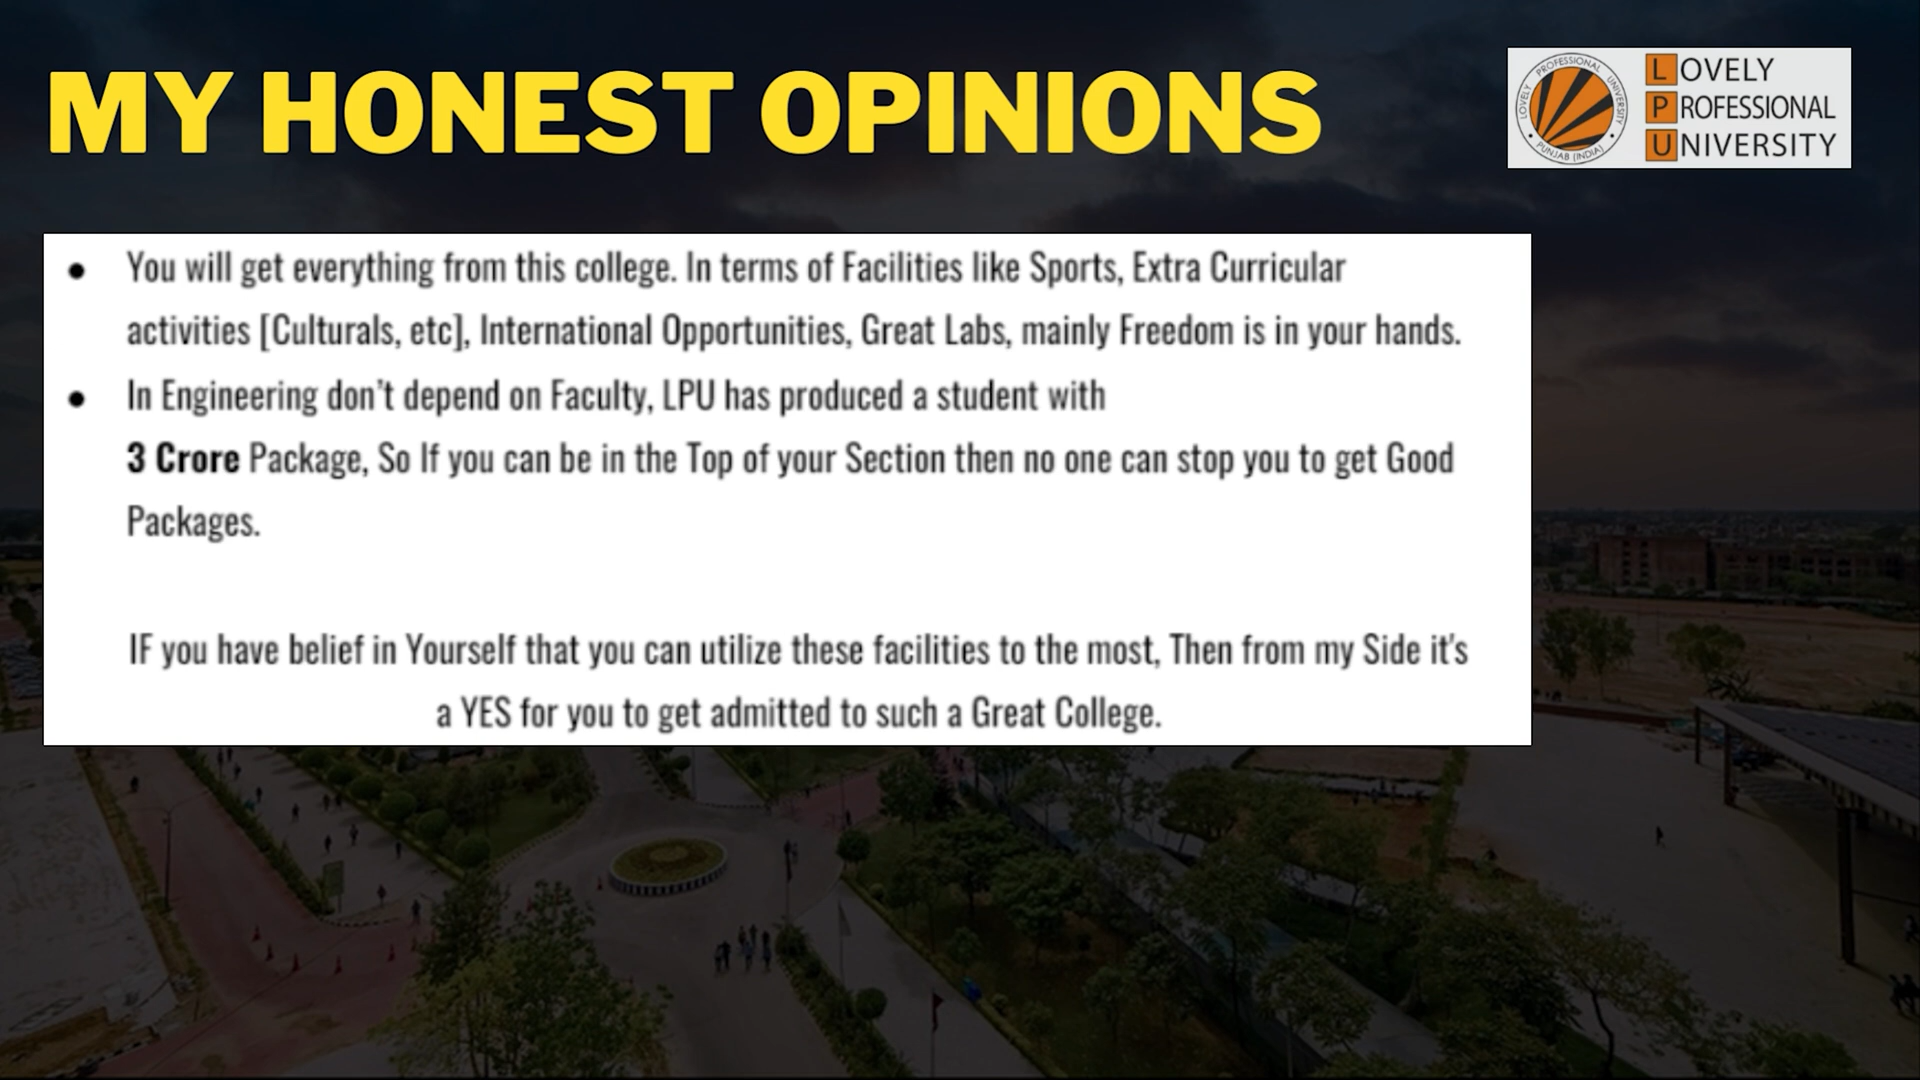 MY HONEST OPINIONS
LOVELY
PROFESSIONAL
UNIVERSITY
LOVELY PROFESSIONAL UNIVERSITY
PUNJAB (INDIA)
• You will get everything from this college. In terms of Facilities like Sports, Extra Curricular
activities [Culturals, etc], International Opportunities, Great Labs, mainly Freedom is in your hands.
• In Engineering don't depend on Faculty, LPU has produced a student with
3 Crore Package, So If you can be in the Top of your Section then no one can stop you to get Good
Packages.
IF you have belief in Yourself that you can utilize these facilities to the most, Then from my Side it's
a YES for you to get admitted to such a Great College.